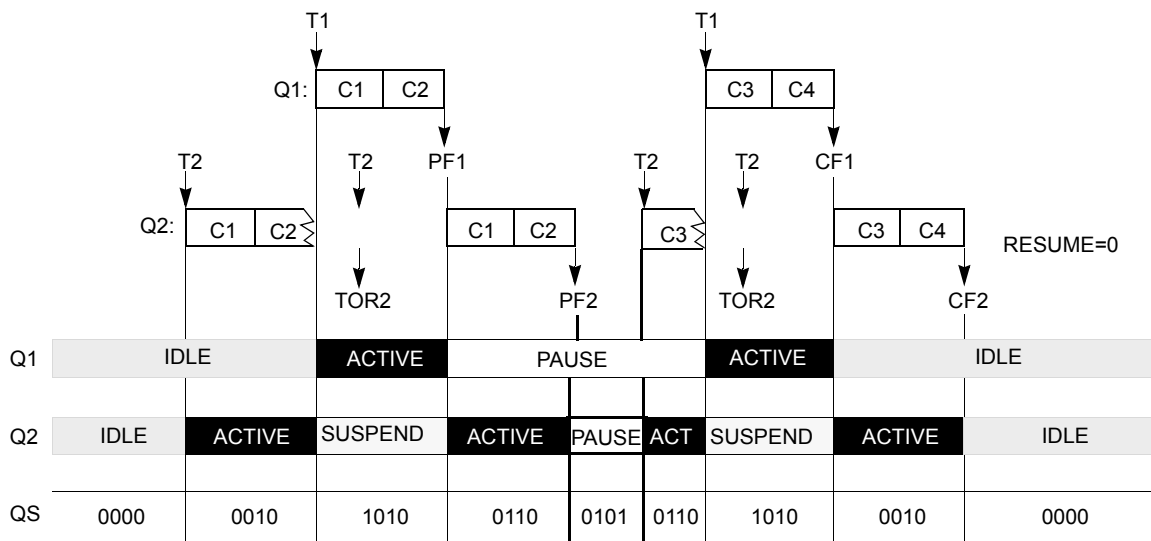 T1 T1
Q1: C1 C2 C3 C4
T2 T2 PF1 T2 T2 CF1
Q2: C1 C2 C1 C2 C3 C3 C4
RESUME=0
TOR2 PF2 TOR2 CF2
Q1 IDLE ACTIVE PAUSE ACTIVE IDLE
Q2 IDLE ACTIVE SUSPEND ACTIVE PAUSE ACT SUSPEND ACTIVE IDLE
QS 0000 0010 1010 0110 0101 0110 1010 0010 0000